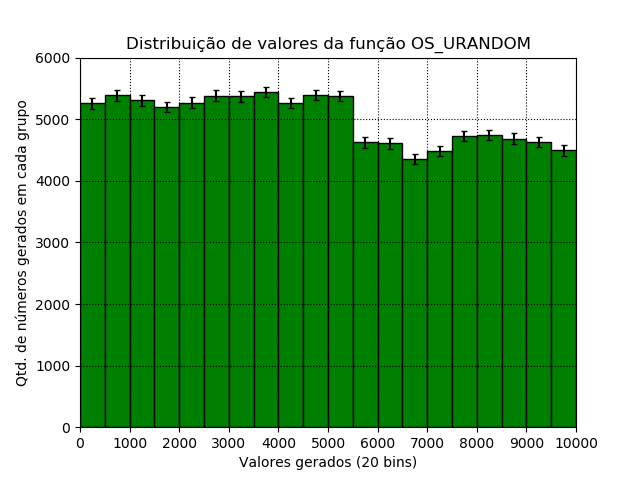 Distribuição de valores da função OS_URANDOM
Qtd. de números gerados em cada grupo
6000
5000
4000
3000
2000
1000
0
0 1000 2000 3000 4000 5000 6000 7000 8000 9000 10000
Valores gerados (20 bins)